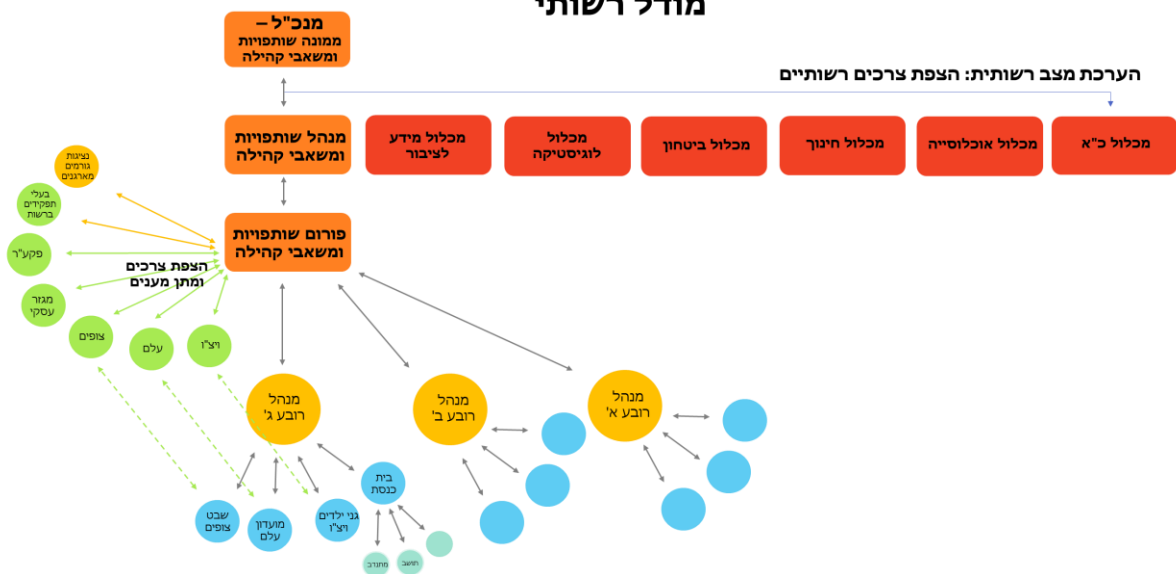 מודל רשותי
מנכ"ל –
ממונה שותפויות
ומשאבי קהילה
הערכת מצב רשותית: הצפת צרכים רשותיים
מכלול כ"א
מכלול אוכלוסייה
מכלול חינוך
מכלול ביטחון
מכלול
לוגיסטיקה
מכלול מידע
לציבור
מנהל שותפויות
ומשאבי קהילה
פורום שותפויות
ומשאבי קהילה
הצפת צרכים
ומתן מענים
נציגות
גורמים
מארגנים
בעלי
תפקידים
ברשות
פקע"ר
מגזר
עסקי
צופים
עלם
ויצ"ו
מנהל
רובע א'
מנהל
רובע ב'
מנהל
רובע ג'
בית
כנסת
גני ילדים
ויצ"ו
מועדון
עלם
שבט
צופים
תושב
מתנדב